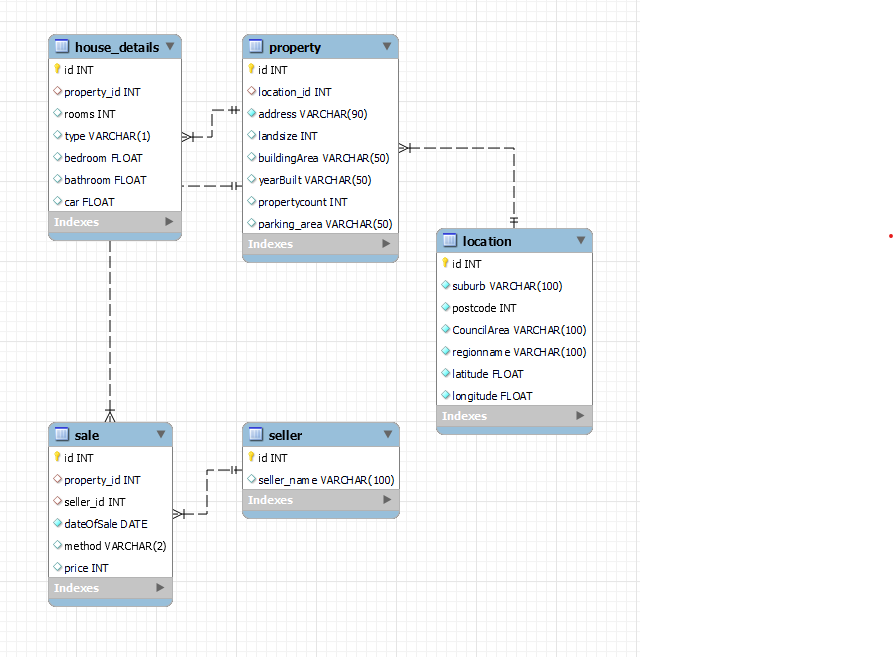 house_details
id INT
property_id INT
rooms INT
type VARCHAR(1)
bedroom FLOAT
bathroom FLOAT
car FLOAT
Indexes
property
id INT
location_id INT
address VARCHAR(90)
landsize INT
buildingArea VARCHAR(50)
yearBuilt VARCHAR(50)
propertycount INT
parking_area VARCHAR(50)
Indexes
location
id INT
suburb VARCHAR(100)
postcode INT
CouncilArea VARCHAR(100)
regionname VARCHAR(100)
latitude FLOAT
longitude FLOAT
Indexes
sale
id INT
property_id INT
seller_id INT
dateOfSale DATE
method VARCHAR(2)
price INT
Indexes
seller
id INT
seller_name VARCHAR(100)
Indexes